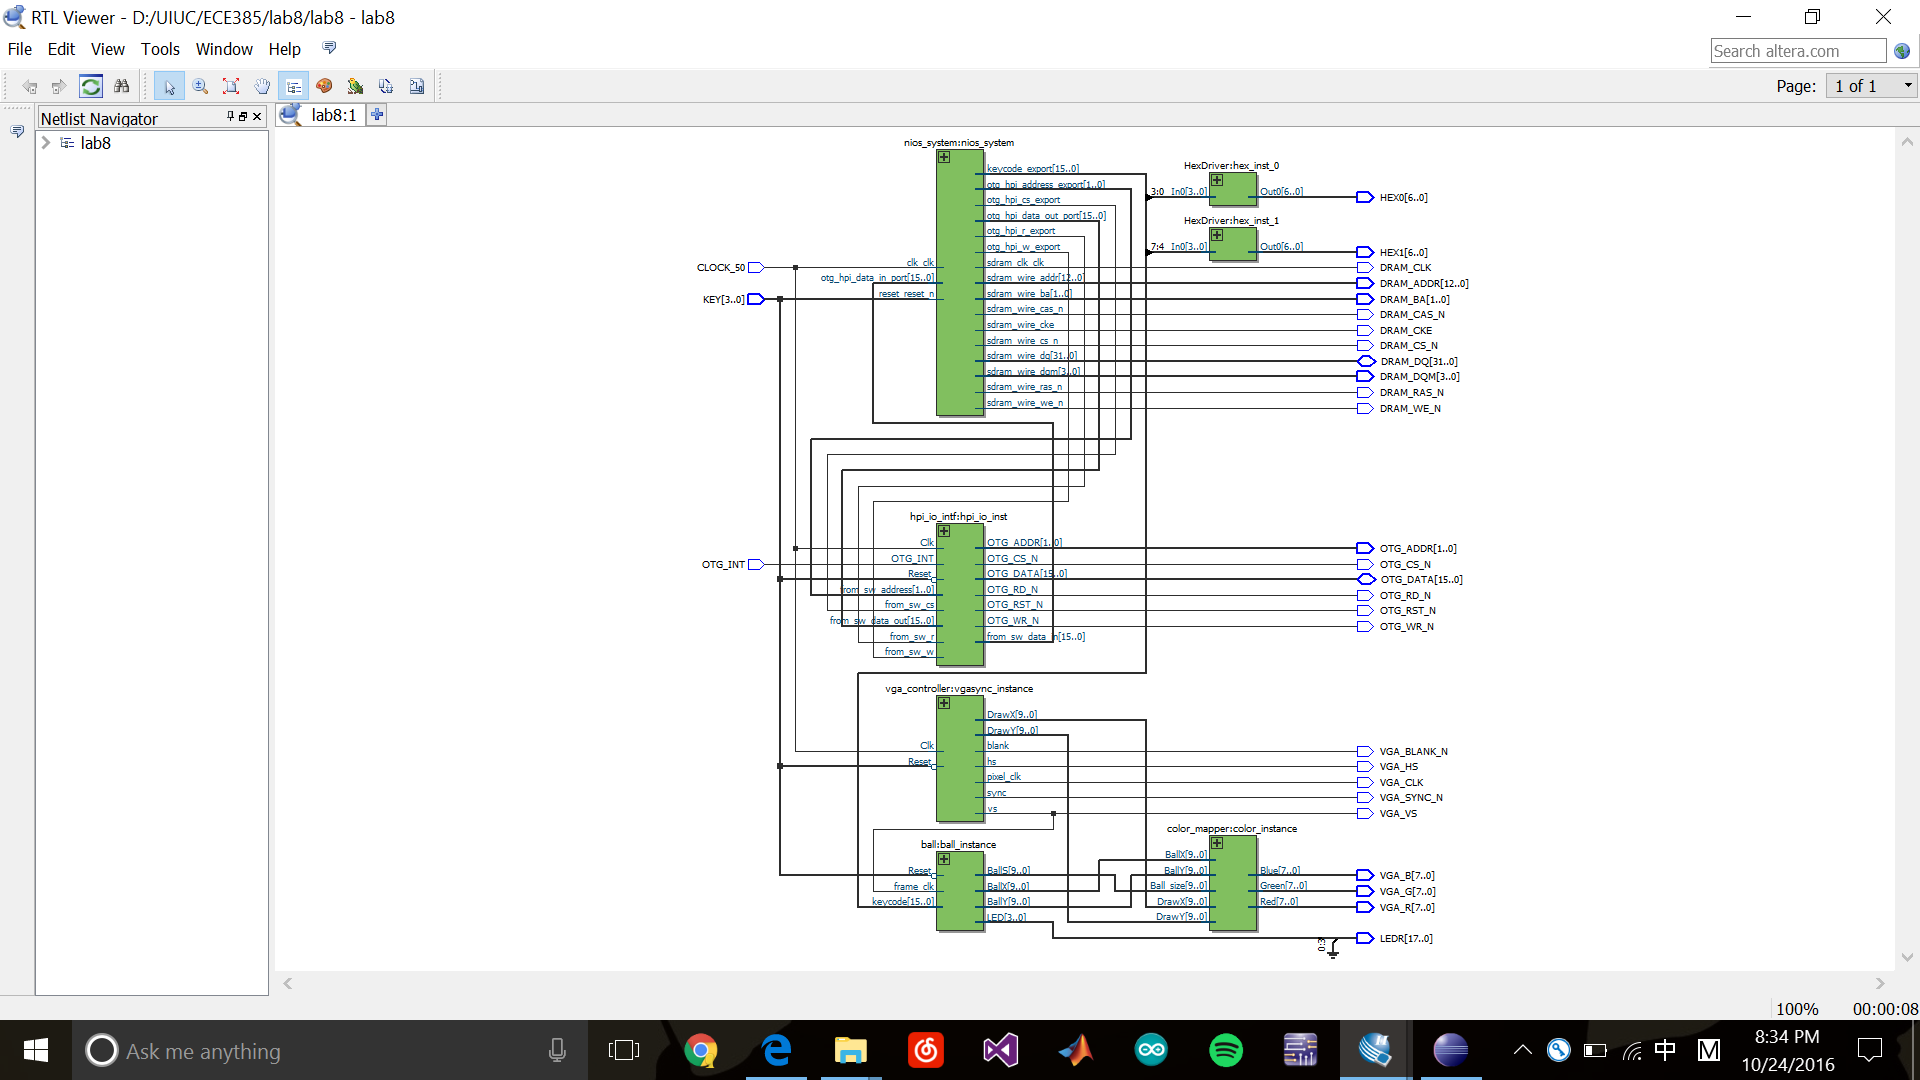 RTL Viewer - D:/UIUC/ECE385/lab8/lab8 - lab8
File Edit View Tools Window Help
Search altera.com
Page: 1 of 1
Netlist Navigator
lab8
lab8:1
nios_system:nios_system
keycode_export[15..0]
otg_hpi_address_export[1..0]
otg_hpi_cs_export
otg_hpi_data_out_port[15..0]
otg_hpi_r_export
otg_hpi_w_export
sdram_clk_clk
sdram_wire_addr[12..0]
sdram_wire_ba[1..0]
sdram_wire_cas_n
sdram_wire_cke
sdram_wire_cs_n
sdram_wire_dq[31..0]
sdram_wire_dqm[3..0]
sdram_wire_ras_n
sdram_wire_we_n
clk_clk
otg_hpi_data_in_port[15..0]
reset_reset_n
CLOCK_50
KEY[3..0]
HexDriver:hex_inst_0
3:0 In0[3..0] Out0[6..0]
HEX0[6..0]
HexDriver:hex_inst_1
7:4 In0[3..0] Out0[6..0]
HEX1[6..0]
DRAM_CLK
DRAM_ADDR[12..0]
DRAM_BA[1..0]
DRAM_CAS_N
DRAM_CKE
DRAM_CS_N
DRAM_DQ[31..0]
DRAM_DQM[3..0]
DRAM_RAS_N
DRAM_WE_N
hpi_io_intf:hpi_io_inst
OTG_INT
Clk
OTG_INT
Reset
from_sw_address[1..0]
from_sw_cs
from_sw_data_out[15..0]
from_sw_r
from_sw_w
OTG_ADDR[1..0]
OTG_CS_N
OTG_DATA[15..0]
OTG_RD_N
OTG_RST_N
OTG_WR_N
from_sw_data_in[15..0]
OTG_ADDR[1..0]
OTG_CS_N
OTG_DATA[15..0]
OTG_RD_N
OTG_RST_N
OTG_WR_N
vga_controller:vgasync_instance
Clk
Reset
DrawX[9..0]
DrawY[9..0]
blank
hs
pixel_clk
sync
vs
VGA_BLANK_N
VGA_HS
VGA_CLK
VGA_SYNC_N
VGA_VS
ball:ball_instance
Reset
frame_clk
keycode[15..0]
BallS[9..0]
BallX[9..0]
BallY[9..0]
LED[3..0]
color_mapper:color_instance
BallX[9..0]
BallY[9..0]
Ball_size[9..0]
DrawX[9..0]
DrawY[9..0]
Blue[7..0]
Green[7..0]
Red[7..0]
VGA_B[7..0]
VGA_G[7..0]
VGA_R[7..0]
LEDR[17..0]
100% 00:00:08
Ask me anything
中
M
8:34 PM
10/24/2016